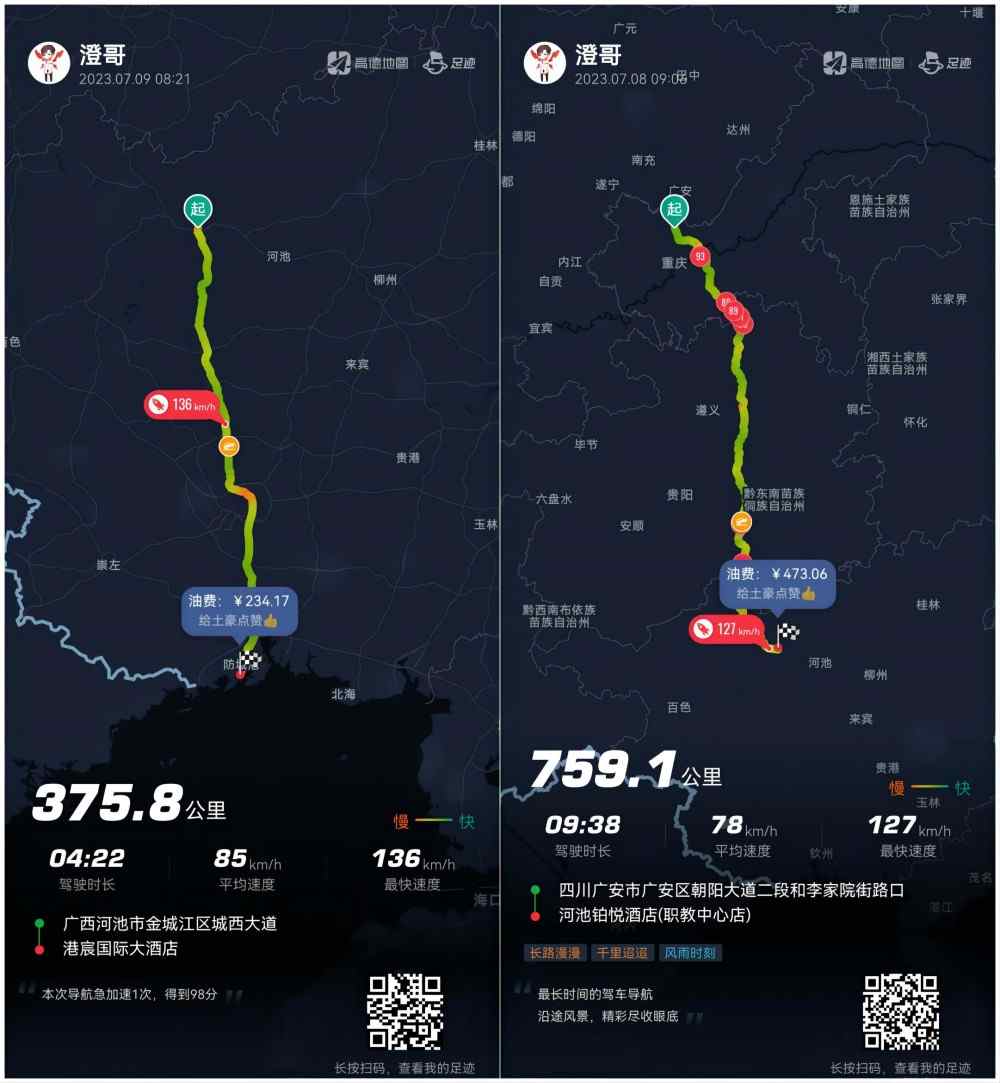 澄哥
2023.07.09 08:21
高德地图
足迹
桂林
起
河池
柳州
来宾
136 km/h
贵港
玉林
崇左
油费：￥234.17
给土豪点赞👍
北海
375.8公里
慢
快
04:22
驾驶时长
85 km/h
平均速度
136 km/h
最快速度
海口
广西河池市金城江区城西大道
港宸国际大酒店
本次导航急加速1次，得到98分
长按扫码，查看我的足迹
安康
十堰
广元
澄哥
2023.07.08 09:06
高德地图
足迹
绵阳
达州
德阳
南充
都
遂宁
广安
恩施土家族
苗族自治州
起
重庆
93
内江
自贡
89
张家界
宜宾
湘西土家族
苗族自治州
遵义
铜仁
怀化
毕节
六盘水
贵阳
黔东南苗族
侗族自治州
安顺
油费：￥473.06
给土豪点赞👍
黔西南布依族
苗族自治州
桂林
127 km/h
河池
柳州
百色
来宾
759.1公里
贵港
慢
快
玉林
09:38
驾驶时长
78 km/h
平均速度
127 km/h
最快速度
钦州
茂名
湛江
四川广安市广安区朝阳大道二段和李家院街路口
河池铂悦酒店(职教中心店)
长路漫漫
千里迢迢
风雨时刻
最长时间的驾车导航
沿途风景，精彩尽收眼底
长按扫码，查看我的足迹